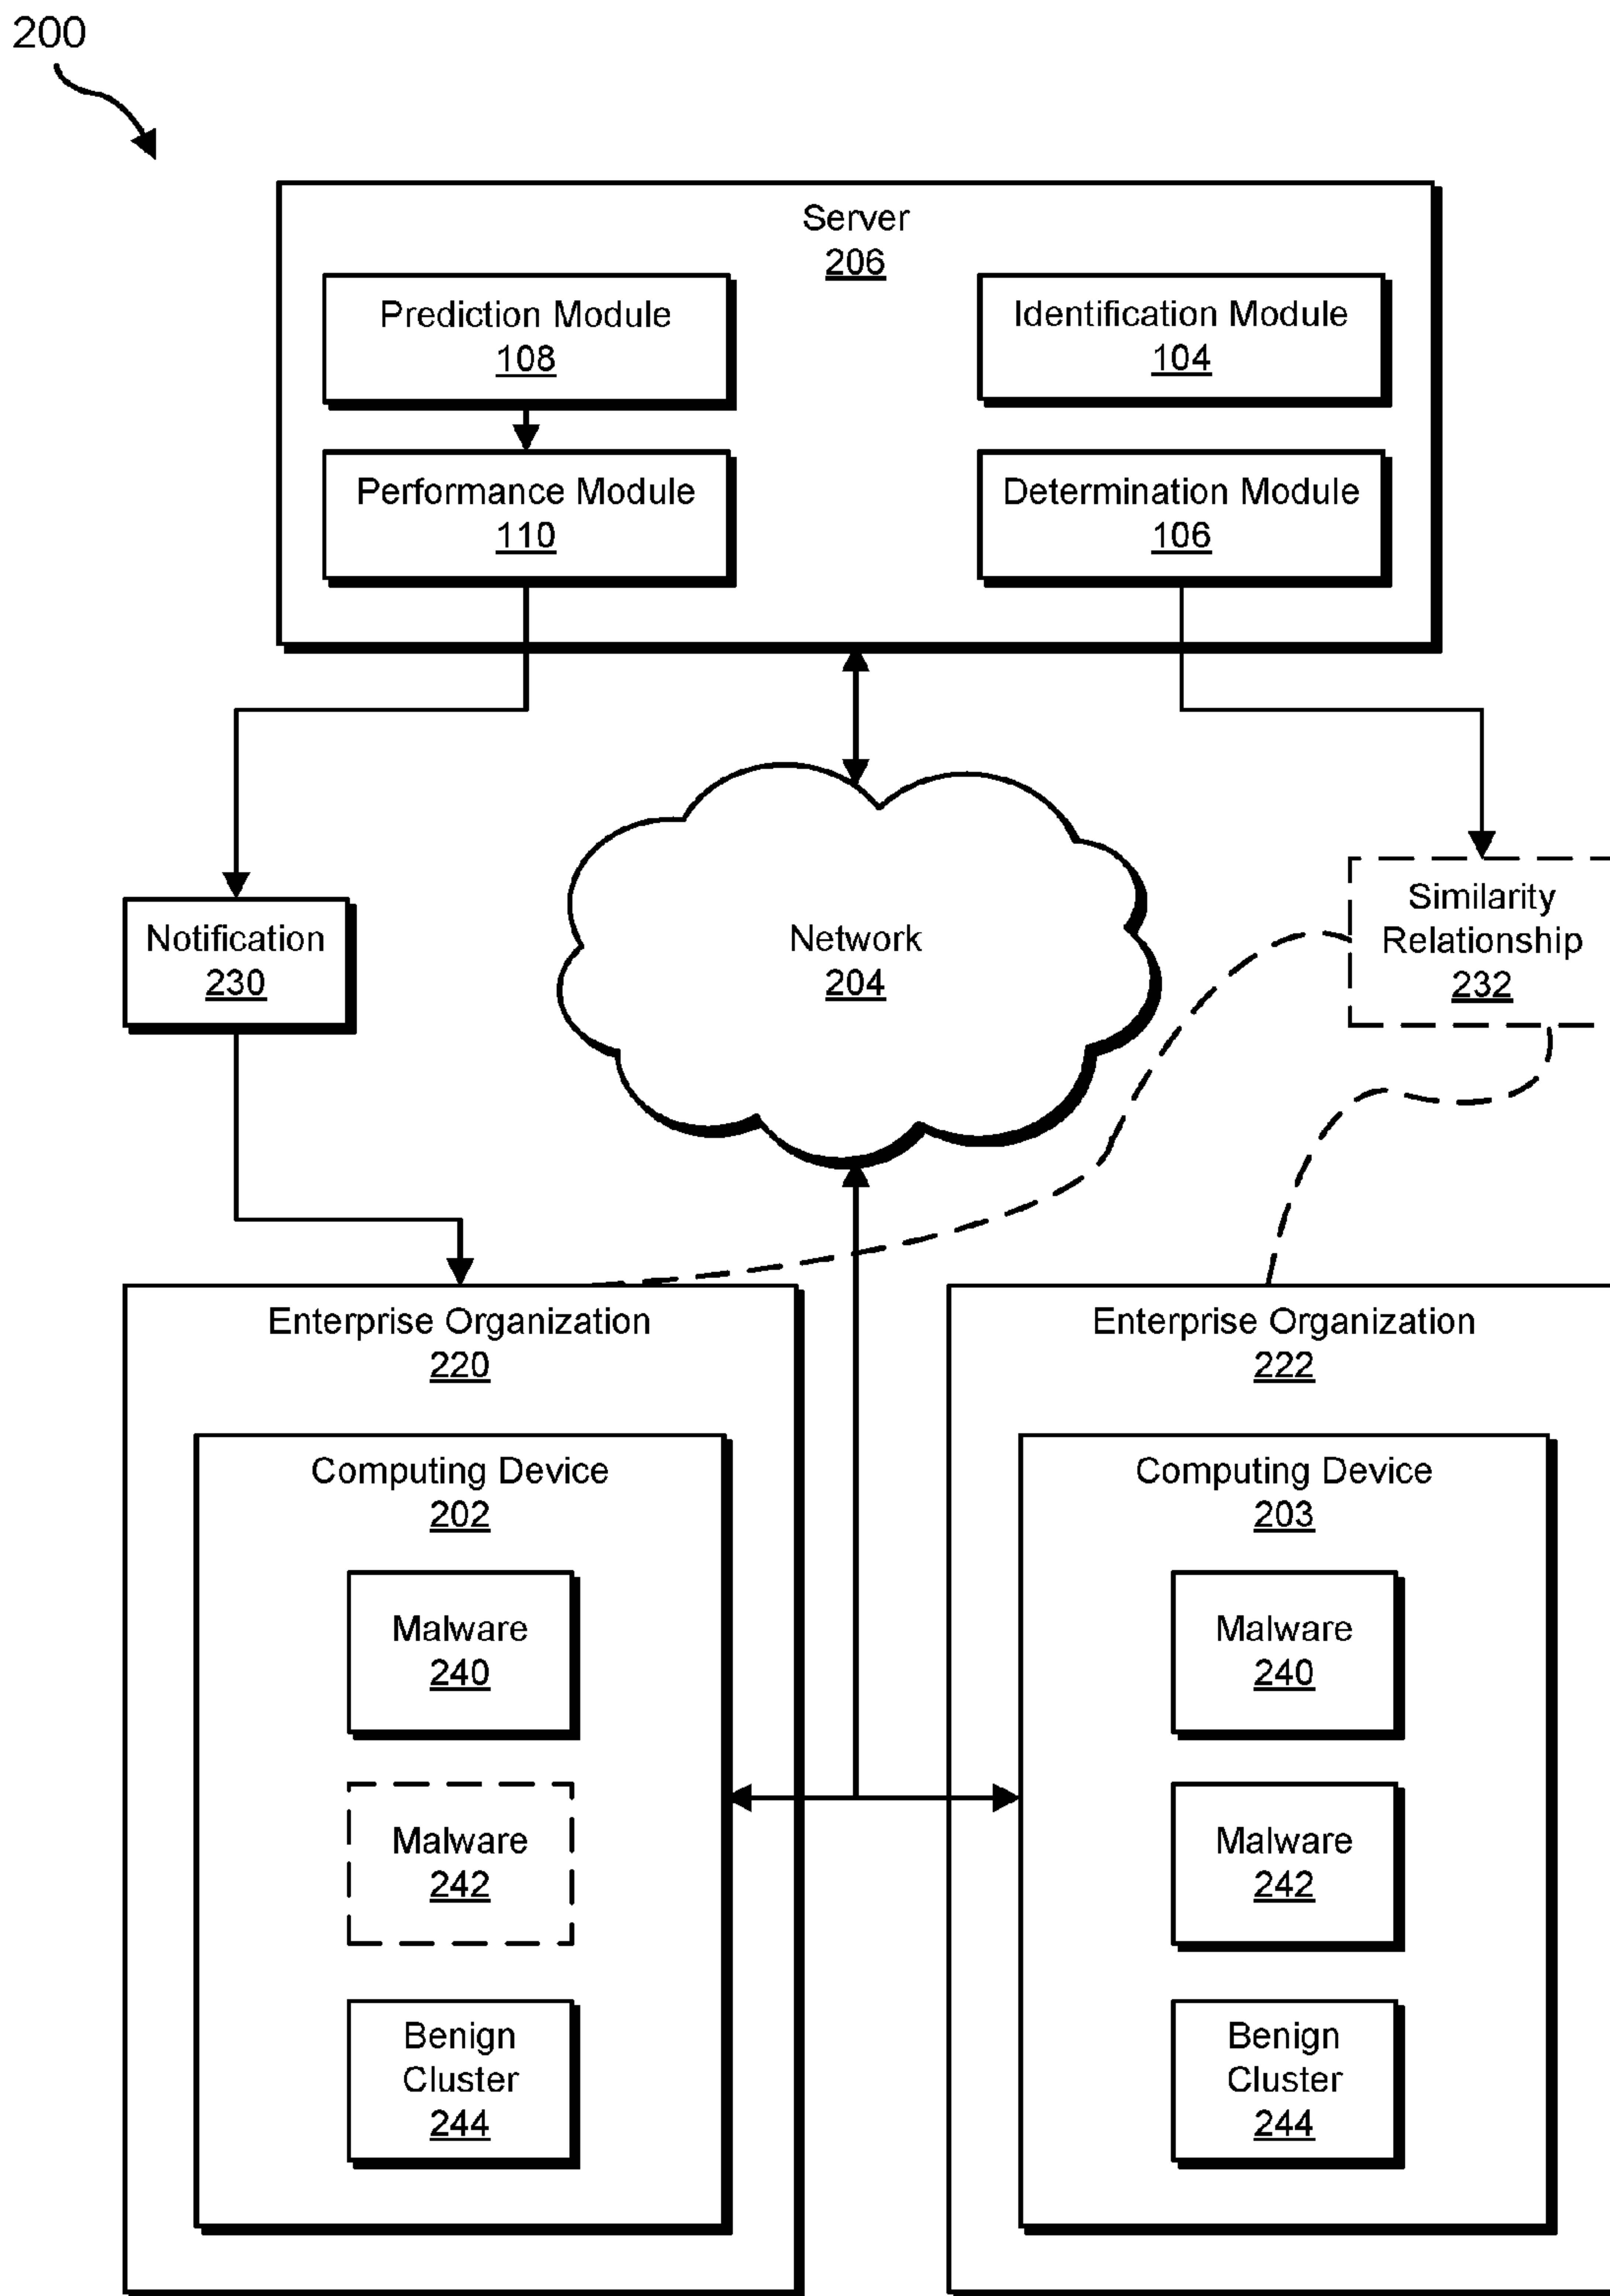 200
Server
206
Prediction Module
108
Identification Module
104
Performance Module
110
Determination Module
106
Notification
230
Network
204
Similarity
Relationship
232
Enterprise Organization
220
Computing Device
202
Malware
240
Malware
242
Benign
Cluster
244
Enterprise Organization
222
Computing Device
203
Malware
240
Malware
242
Benign
Cluster
244